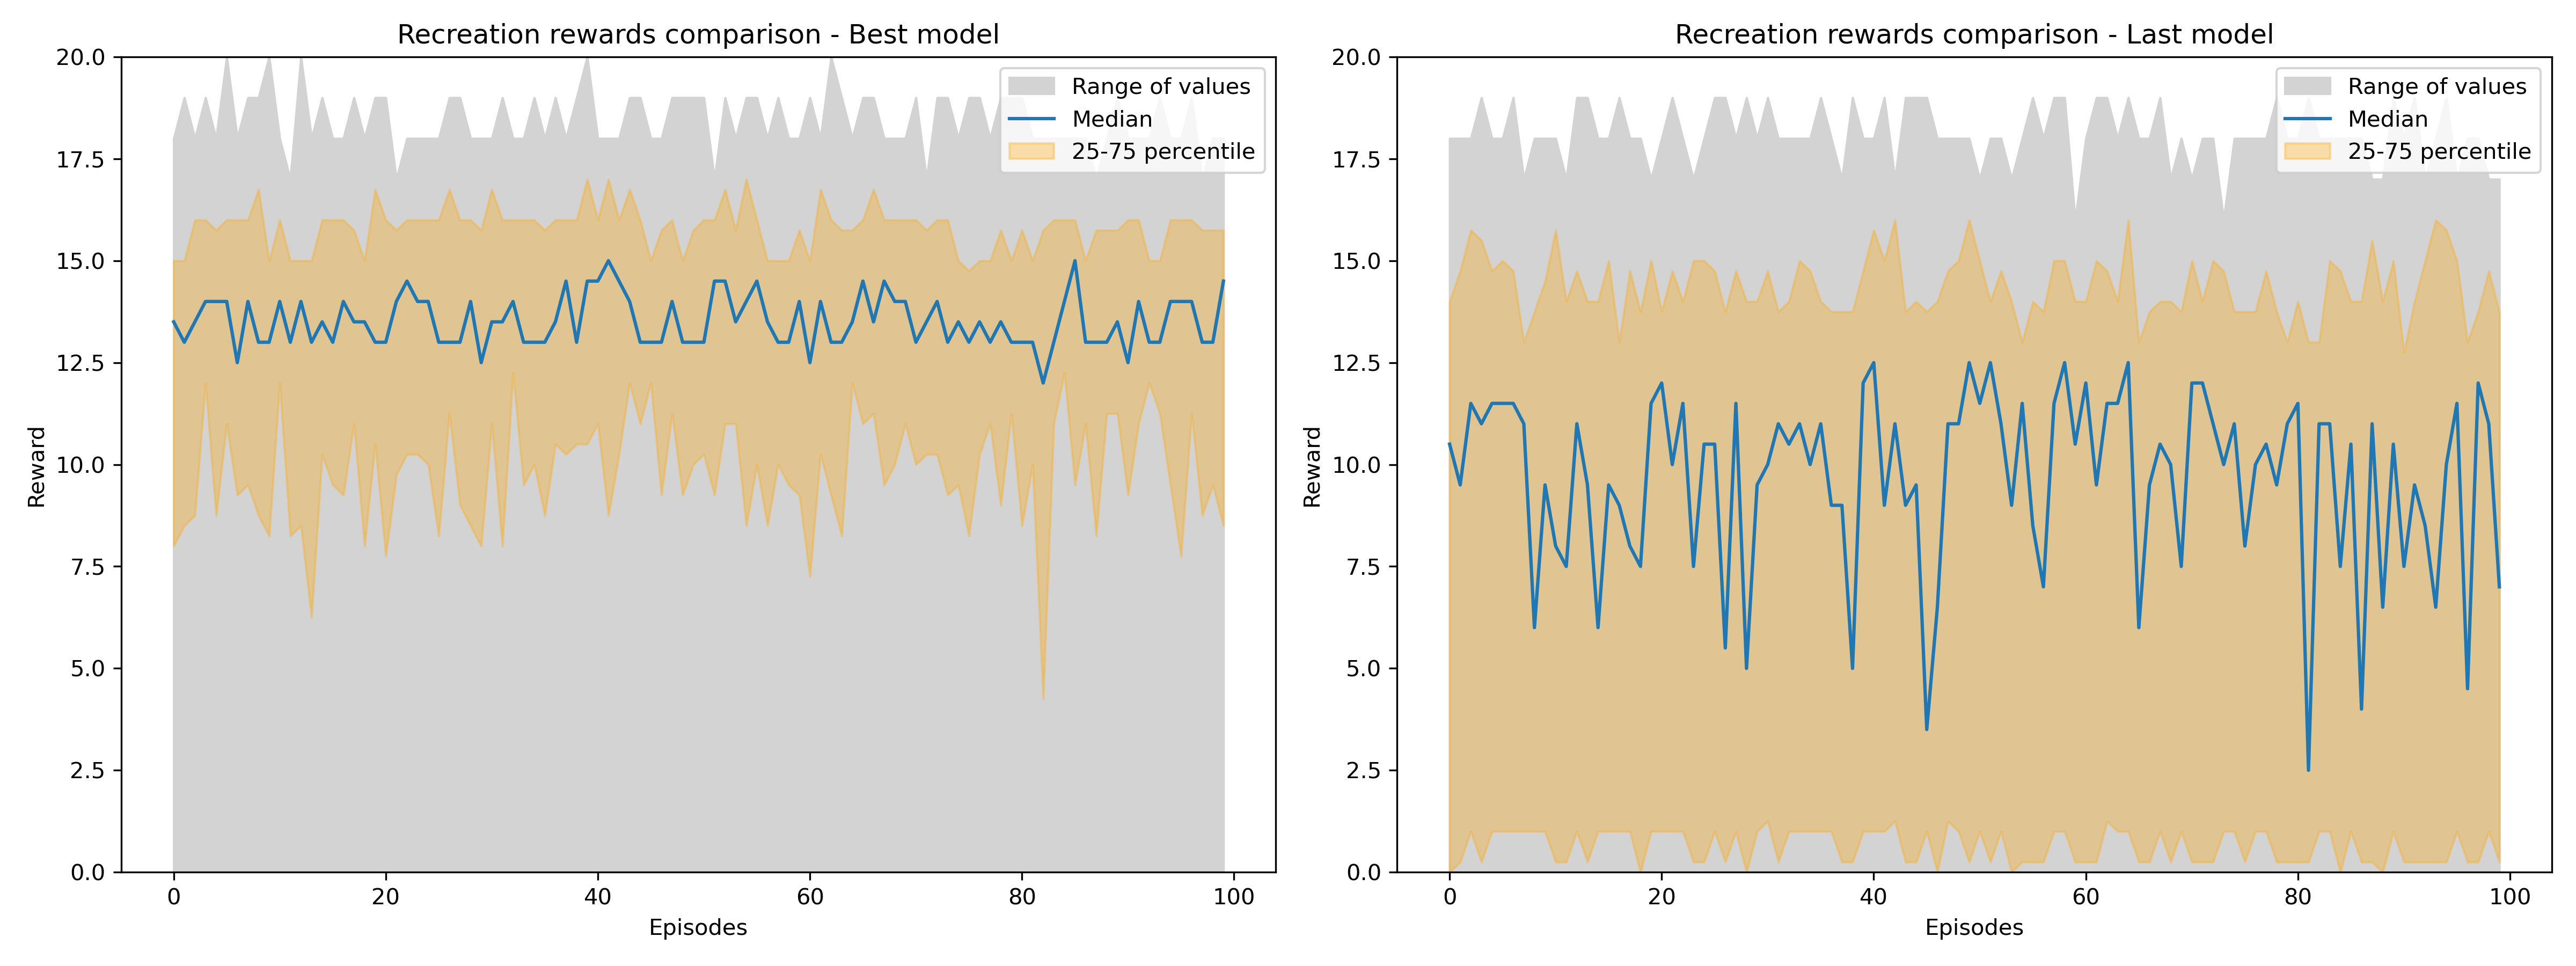 Recreation rewards comparison - Best model
20.0
17.5
15.0
12.5
10.0
7.5
5.0
2.5
0.0
Reward
0 20 40 60 80 100
Episodes
Range of values
Median
25-75 percentile
Recreation rewards comparison - Last model
20.0
17.5
15.0
12.5
10.0
7.5
5.0
2.5
0.0
Reward
0 20 40 60 80 100
Episodes
Range of values
Median
25-75 percentile